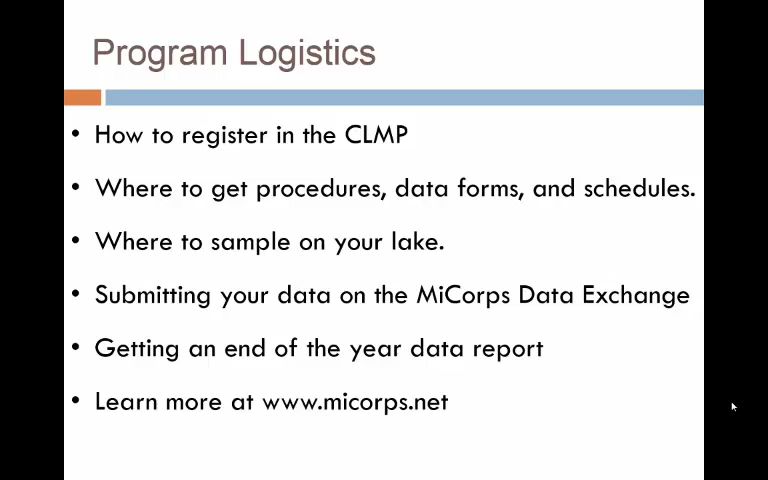 Program Logistics
• How to register in the CLMP
• Where to get procedures, data forms, and schedules.
• Where to sample on your lake.
• Submitting your data on the MiCorps Data Exchange
• Getting an end of the year data report
• Learn more at www.micorps.net